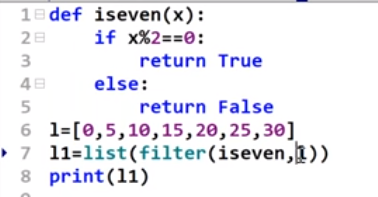 1 def iseven(x):
2     if x%2==0:
3         return True
4     else:
5         return False
6 l=[0,5,10,15,20,25,30]
7 l1=list(filter(iseven,l))
8 print(l1)